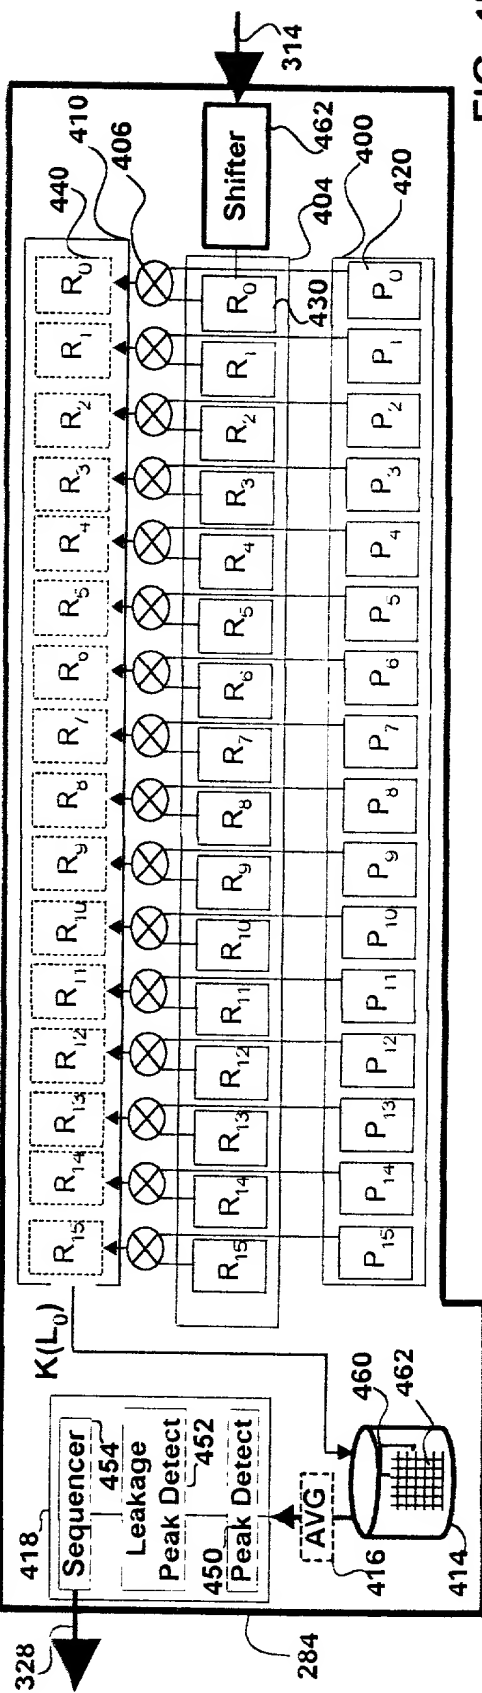 328
418
Sequencer
454
Leakage
Peak Detect
452
450
Peak Detect
284
AVG
416
460
462
414
K(L0)
R15 R14 R13 R12 R11 R10 R9 R8 R7 R6 R5 R4 R3 R2 R1 R0
440
410
406
R15 R14 R13 R12 R11 R10 R9 R8 R7 R6 R5 R4 R3 R2 R1 R0
430
Shifter
314
462
404
400
P15 P14 P13 P12 P11 P10 P9 P8 P7 P6 P5 P4 P3 P2 P1 P0
420